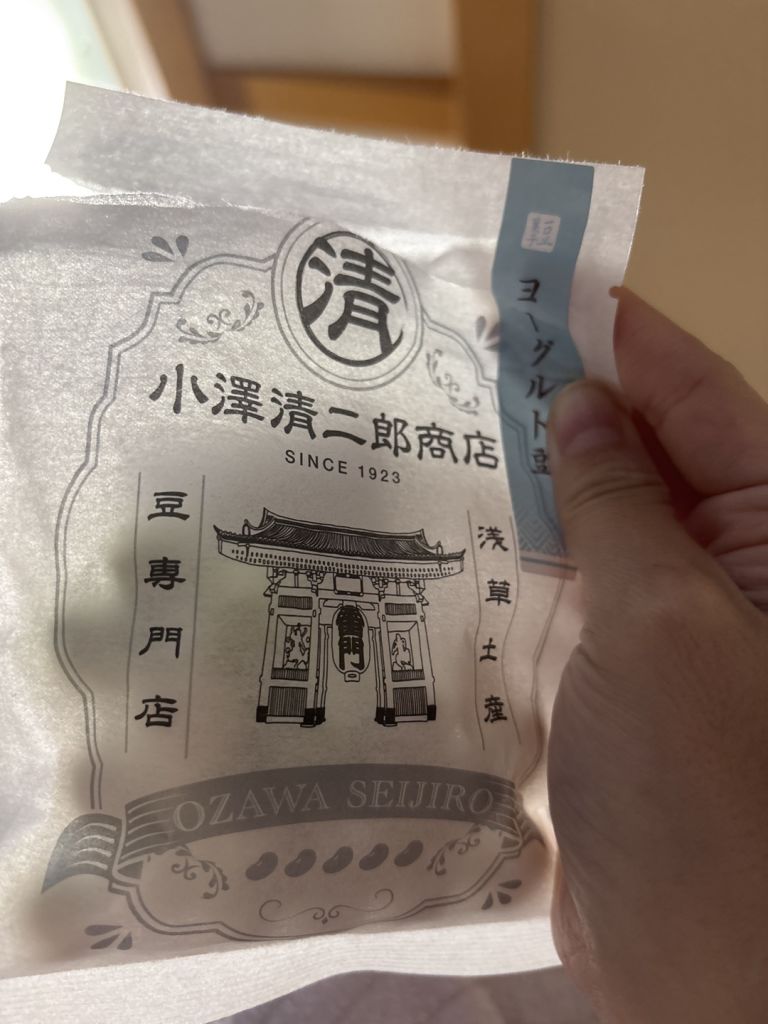 清
小澤清二郎商店
SINCE 1923
ヨーグルト豆
浅草土産
豆専門店
雷門
OZAWA SEIJIRO